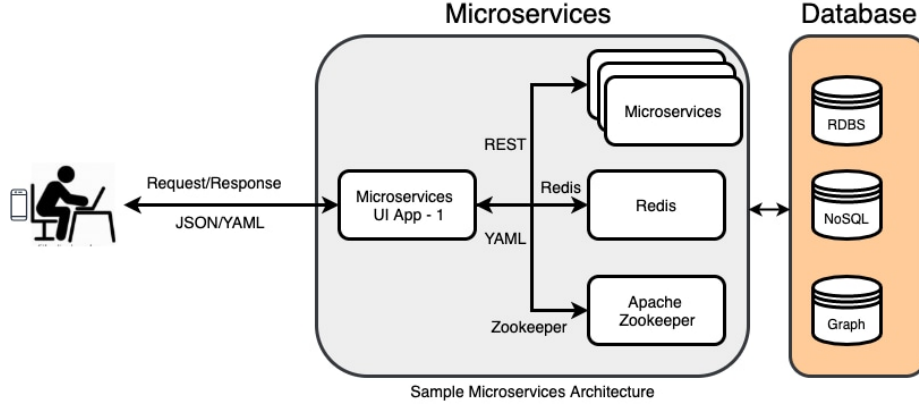 Microservices
Database
Microservices
RDBS
REST
Request/Response
JSON/YAML
Microservices
UI App - 1
Redis
YAML
Redis
NoSQL
Apache
Zookeeper
Zookeeper
Graph
Sample Microservices Architecture